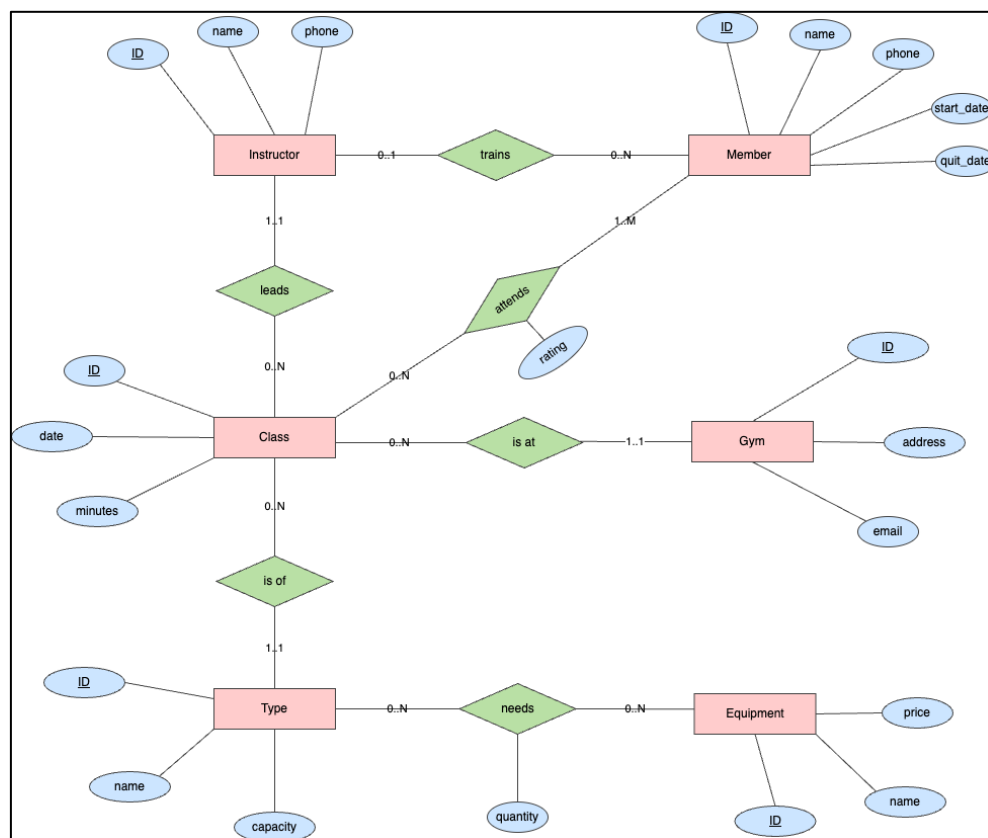 ID
name
phone
ID
name
phone
start_date
quit_date
Instructor
0..1
trains
0..N
Member
1..1
1..M
leads
attends
rating
0..N
0..N
ID
ID
date
Class
0..N
is at
1..1
Gym
address
minutes
0..N
email
is of
1..1
ID
Type
0..N
needs
0..N
Equipment
price
name
capacity
quantity
ID
name